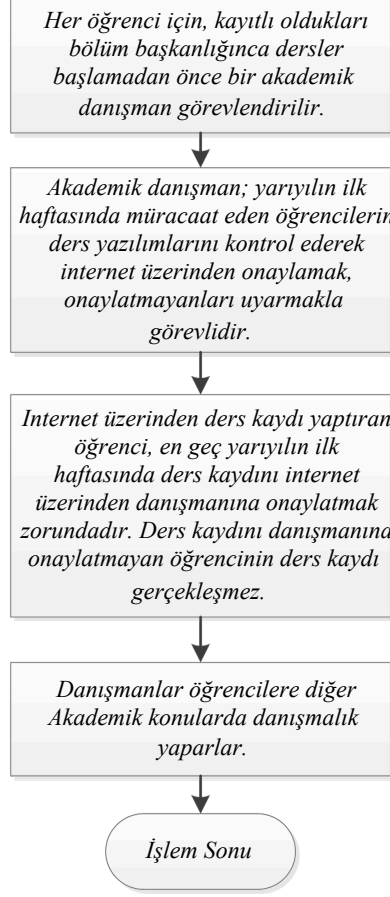 Her öğrenci için, kayıtlı oldukları
bölüm başkanlığınca dersler
başlamadan önce bir akademik
danışman görevlendirilir.
Akademik danışman; yarıyılın ilk
haftasında müracaat eden öğrencilerin
ders yazılımlarını kontrol ederek
internet üzerinden onaylamak,
onaylatmayanları uyarmakla
görevlidir.
Internet üzerinden ders kaydı yaptıran
öğrenci, en geç yarıyılın ilk
haftasında ders kaydını internet
üzerinden danışmanına onaylatmak
zorundadır. Ders kaydını danışmanına
onaylatmayan öğrencinin ders kaydı
gerçekleşmez.
Danışmanlar öğrencilere diğer
Akademik konularda danışmalık
yaparlar.
İşlem Sonu